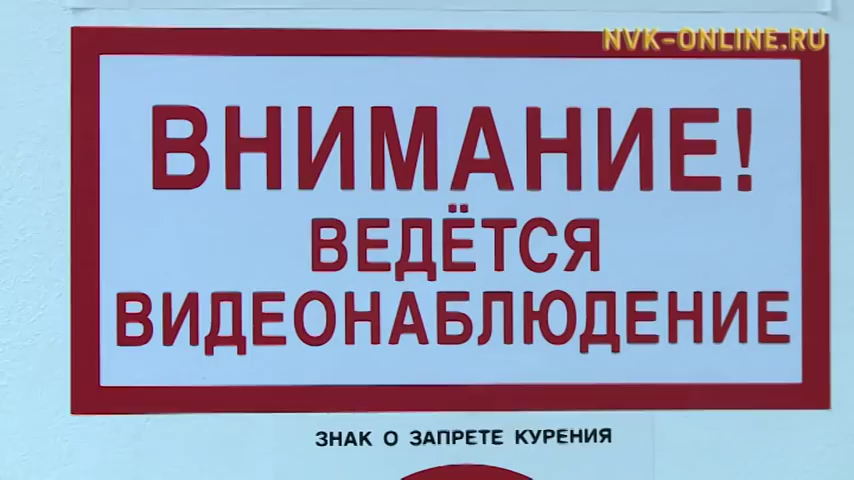 NVK-ONLINE.RU
ВНИМАНИЕ!
ВЕДЁТСЯ
ВИДЕОНАБЛЮДЕНИЕ
ЗНАК О ЗАПРЕТЕ КУРЕНИЯ